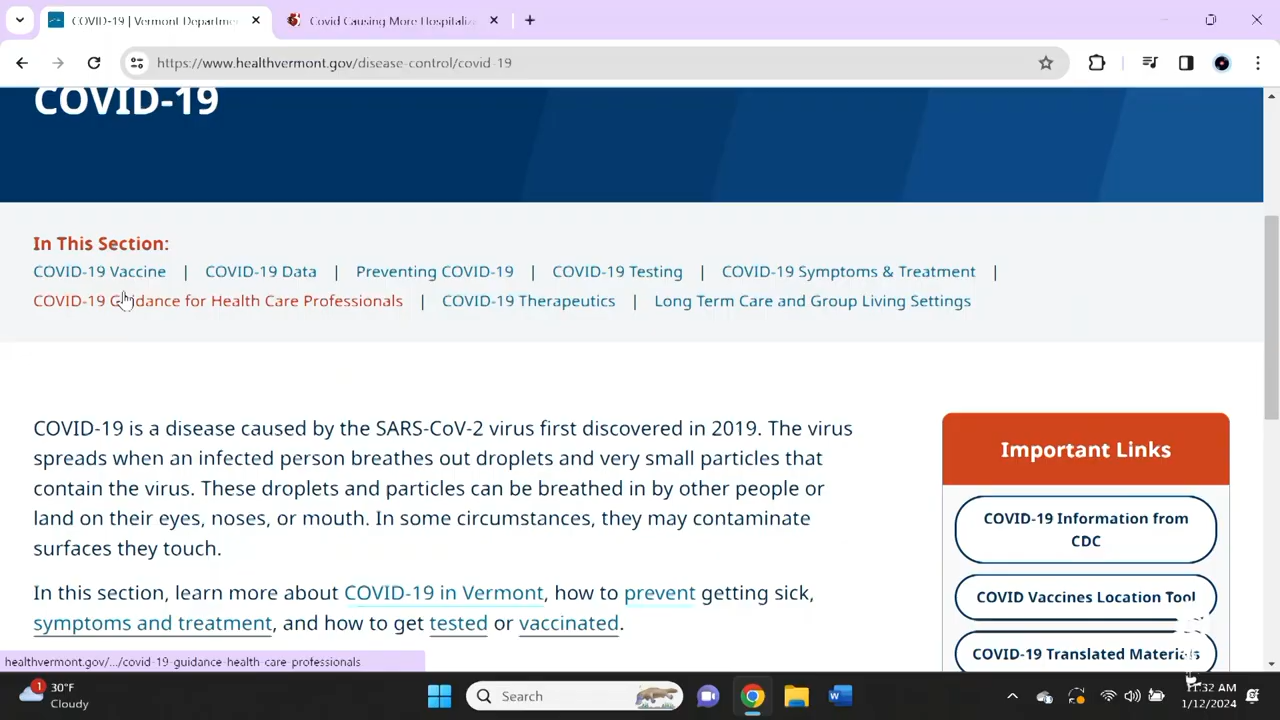 COVID-19 | Vermont Departme
Covid Causing More Hospitaliz
https://www.healthvermont.gov/disease-control/covid-19
COVID-19
In This Section:
COVID-19 Vaccine | COVID-19 Data | Preventing COVID-19 | COVID-19 Testing | COVID-19 Symptoms & Treatment |
COVID-19 Guidance for Health Care Professionals | COVID-19 Therapeutics | Long Term Care and Group Living Settings
COVID-19 is a disease caused by the SARS-CoV-2 virus first discovered in 2019. The virus
spreads when an infected person breathes out droplets and very small particles that
contain the virus. These droplets and particles can be breathed in by other people or
land on their eyes, noses, or mouth. In some circumstances, they may contaminate
surfaces they touch.
In this section, learn more about COVID-19 in Vermont, how to prevent getting sick,
symptoms and treatment, and how to get tested or vaccinated.
Important Links
COVID-19 Information from
CDC
COVID Vaccines Location Tool
COVID-19 Translated Materials
healthvermont.gov/.../covid-19-guidance-health-care-professionals
1
30°F
Cloudy
Search
11:32 AM
1/12/2024